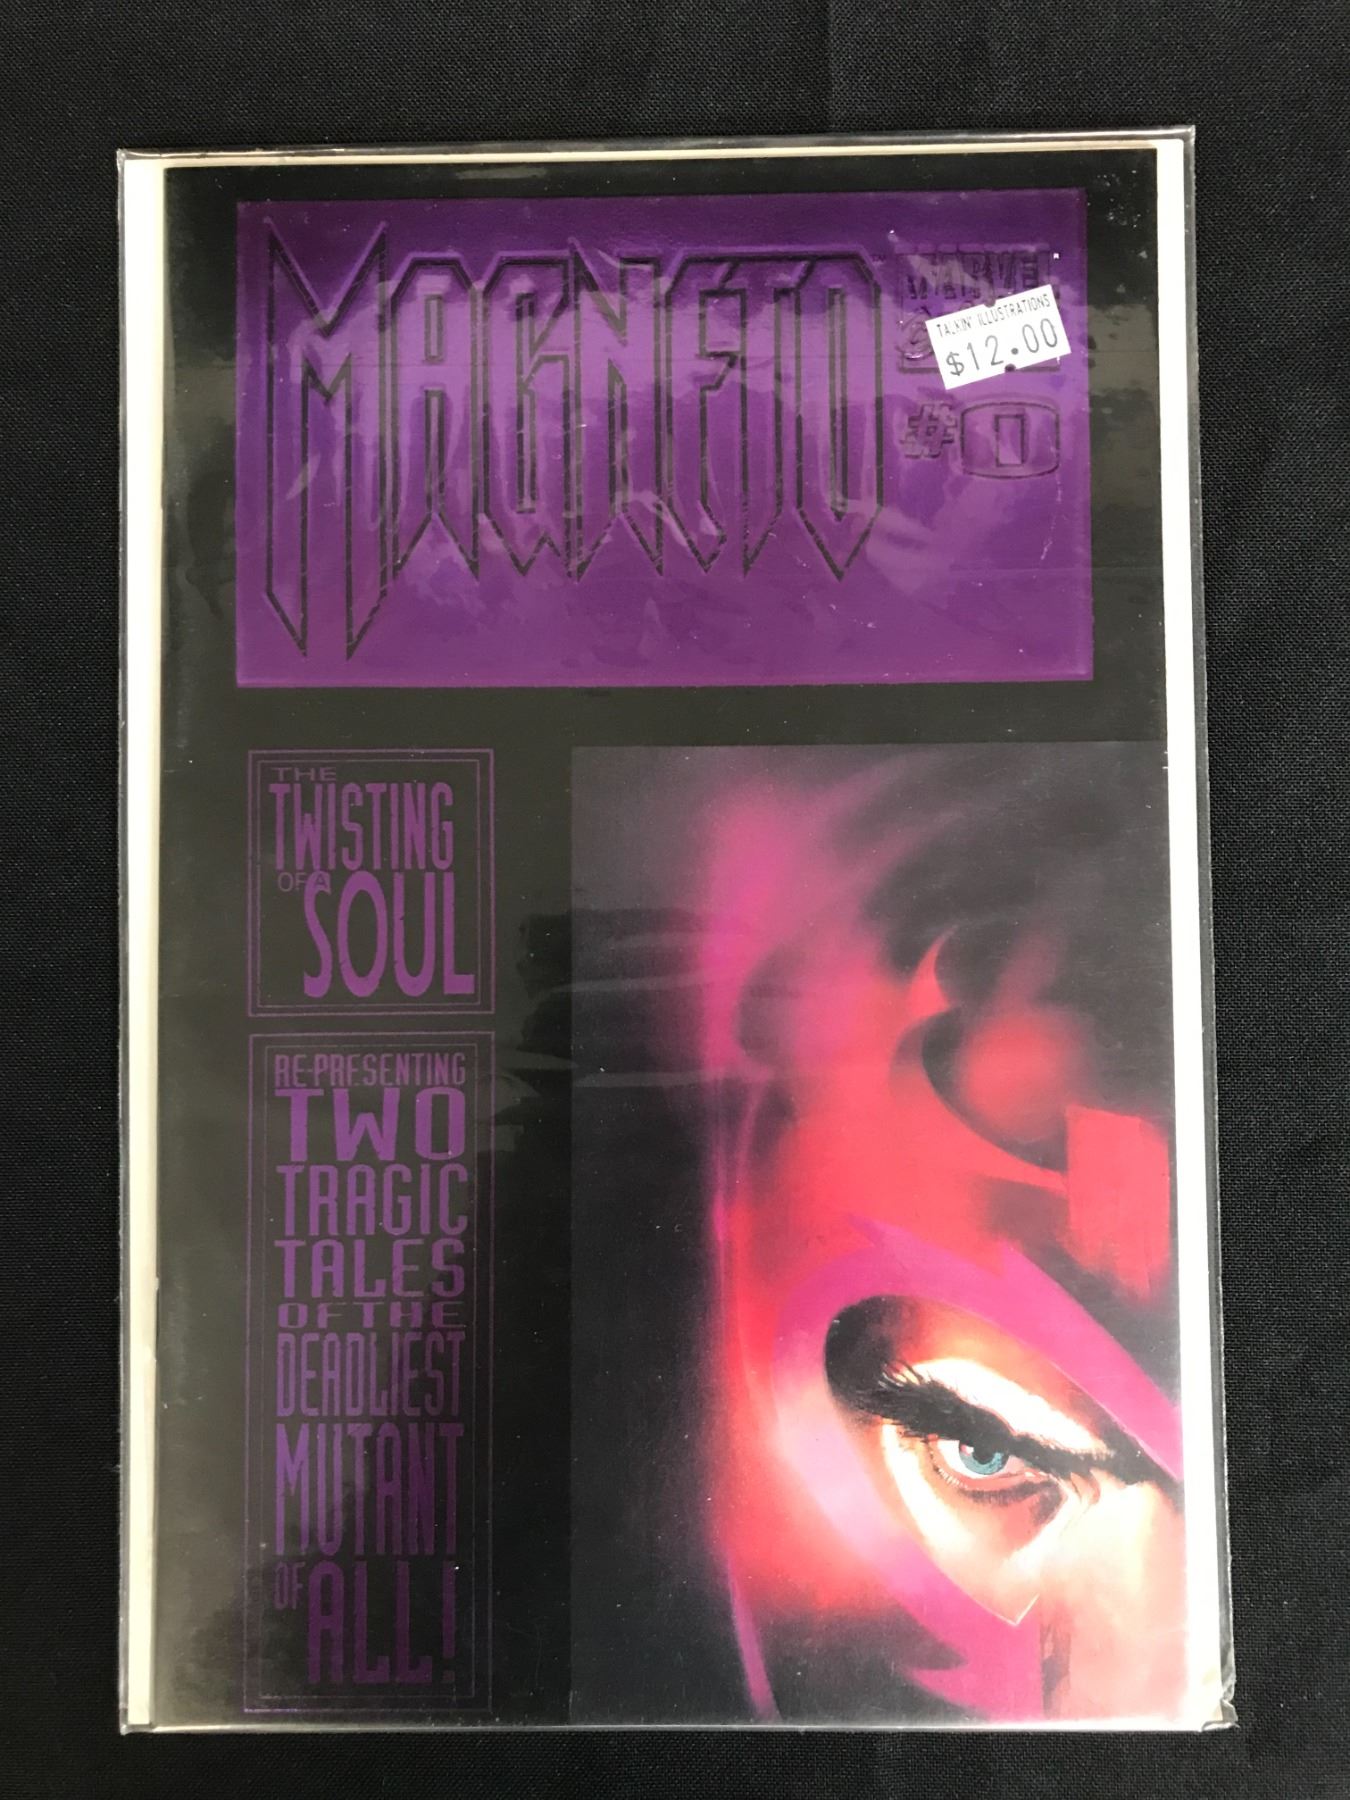 MAGNETO
™
MARVEL
®
TALKIN' ILLUSTRATIONS
$12.00
#0
THE
TWISTING
OF A
SOUL
RE-PRESENTING
TWO
TRAGIC
TALES
OF THE
DEADLIEST
MUTANT
OF
ALL!